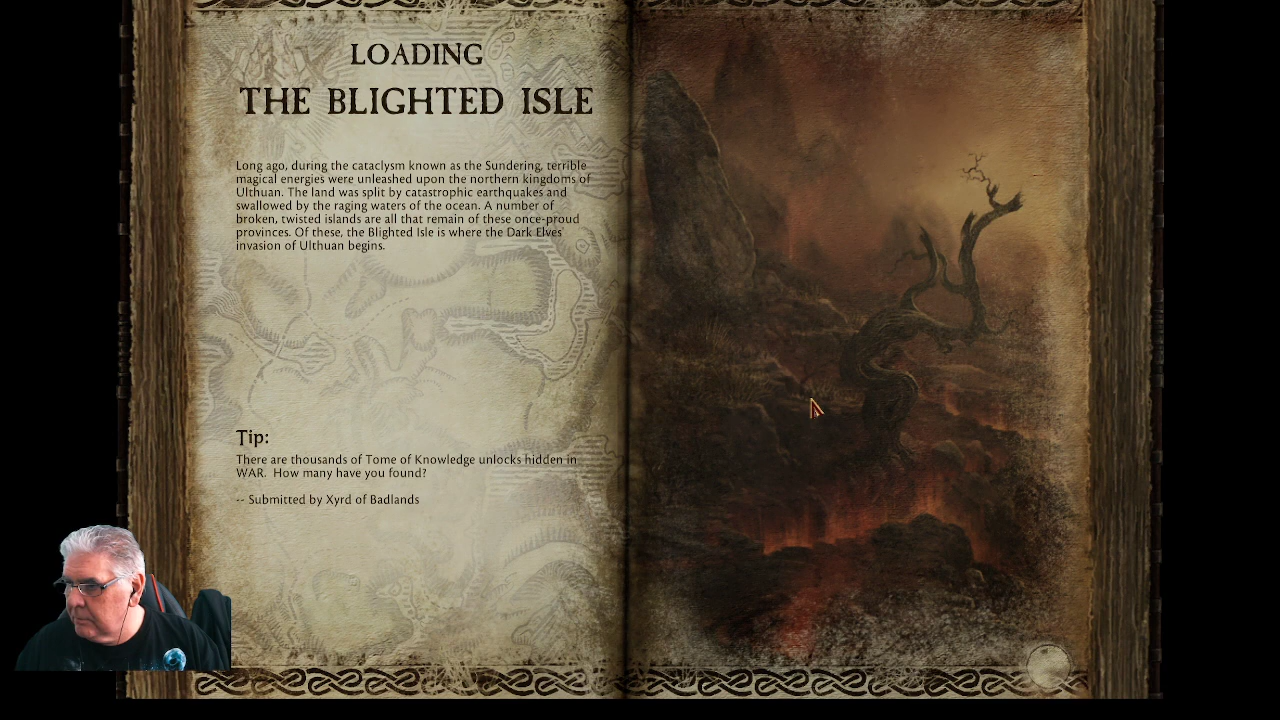 LOADING
THE BLIGHTED ISLE
Long ago, during the cataclysm known as the Sundering, terrible
magical energies were unleashed upon the northern kingdoms of
Ulthuan. The land was split by catastrophic earthquakes and
swallowed by the raging waters of the ocean. A number of
broken, twisted islands are all that remain of these once-proud
provinces. Of these, the Blighted Isle is where the Dark Elves'
invasion of Ulthuan begins.
Tip:
There are thousands of Tome of Knowledge unlocks hidden in
WAR. How many have you found?
-- Submitted by Xyrd of Badlands